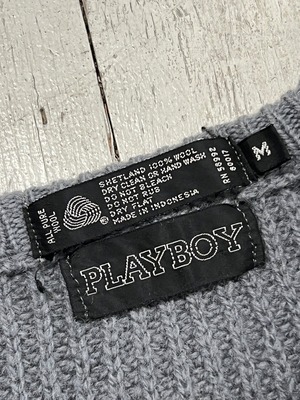 ALL PURE
WOOL
SHETLAND 100% WOOL
DRY CLEAN OR HAND WASH
DO NOT BLEACH
DO NOT RUB
DRY FLAT
MADE IN INDONESIA
RN 56992
60017
M
PLAYBOY